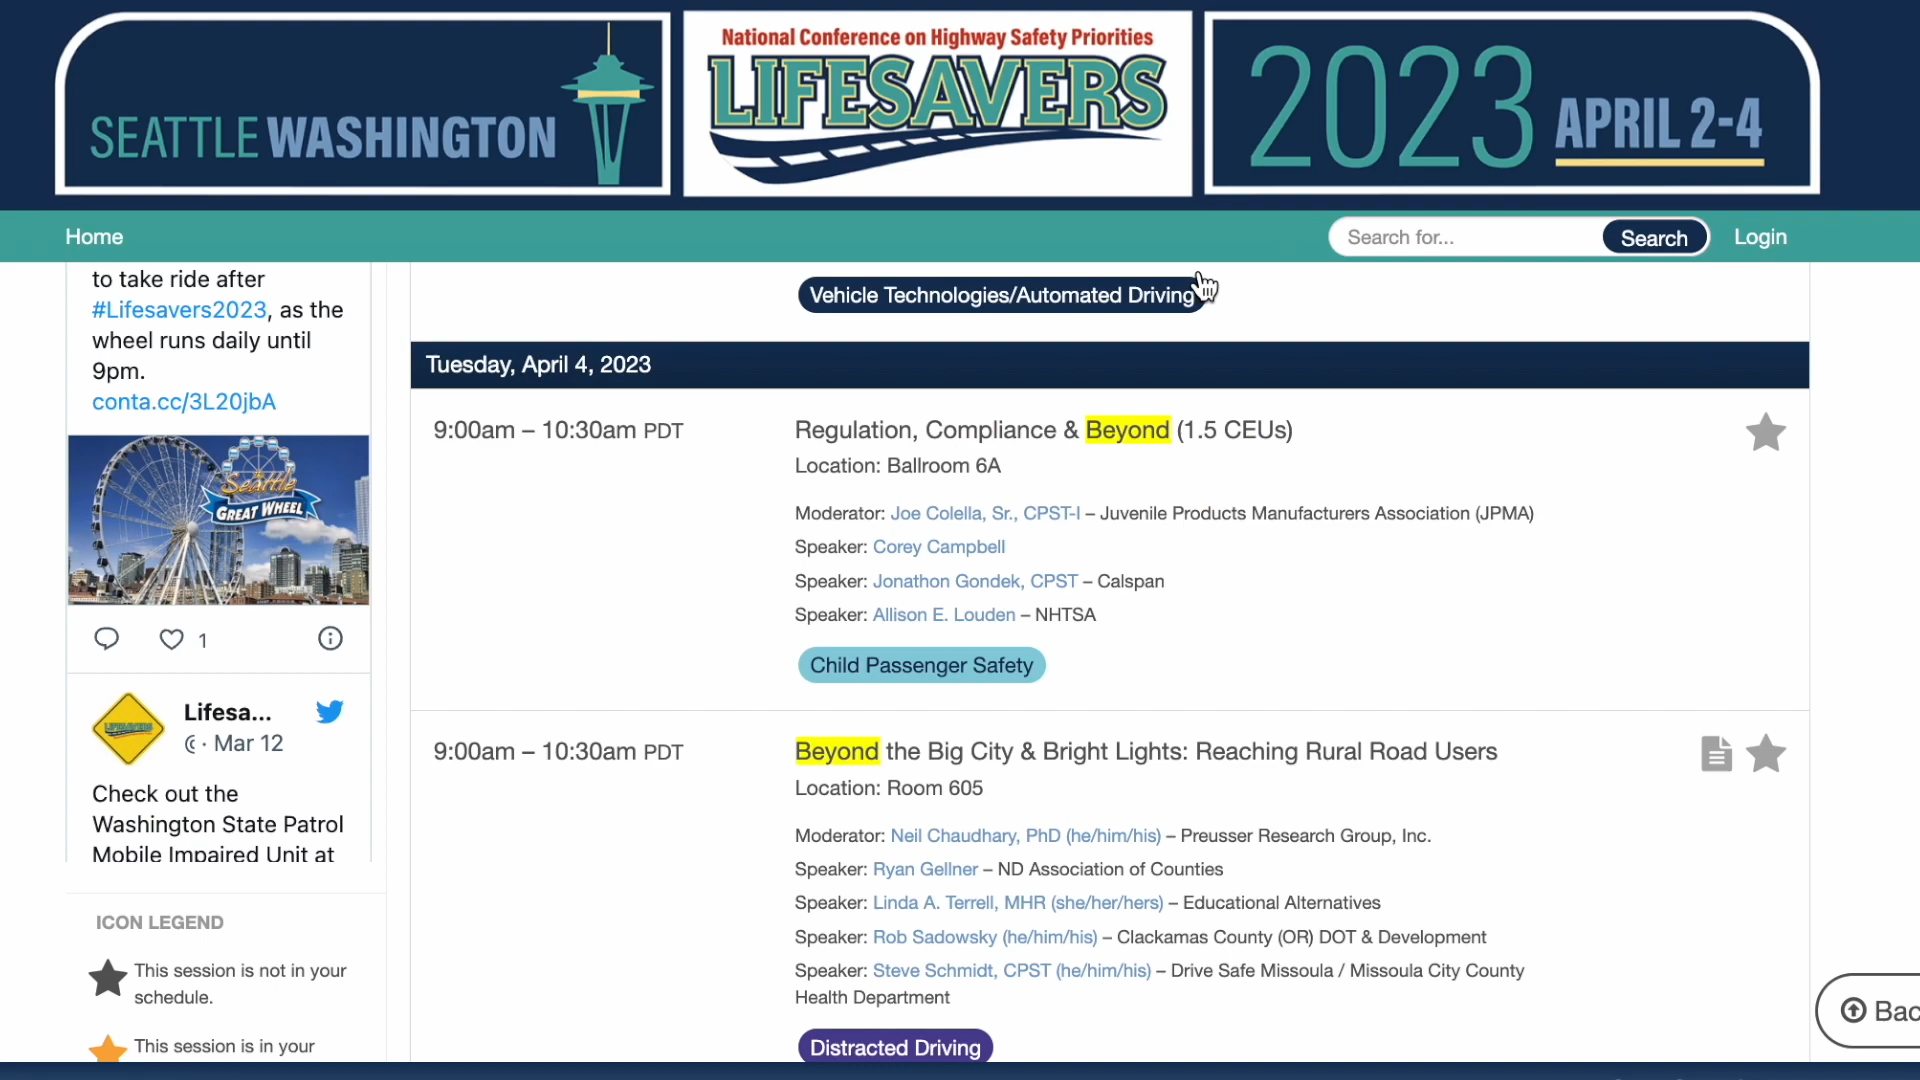 SEATTLE WASHINGTON
National Conference on Highway Safety Priorities
LIFESAVERS
2023 APRIL 2-4
Home
Search for...
Search
Login
to take ride after
#Lifesavers2023, as the
wheel runs daily until
9pm.
conta.cc/3L20jbA
Seattle
GREAT WHEEL
1
Lifesa...
· Mar 12
LIFESAVERS
Check out the
Washington State Patrol
Mobile Impaired Unit at
ICON LEGEND
This session is not in your
schedule.
This session is in your
Vehicle Technologies/Automated Driving
Tuesday, April 4, 2023
9:00am – 10:30am PDT
Regulation, Compliance & Beyond (1.5 CEUs)
Location: Ballroom 6A
Moderator: Joe Colella, Sr., CPST-I – Juvenile Products Manufacturers Association (JPMA)
Speaker: Corey Campbell
Speaker: Jonathon Gondek, CPST – Calspan
Speaker: Allison E. Louden – NHTSA
Child Passenger Safety
9:00am – 10:30am PDT
Beyond the Big City & Bright Lights: Reaching Rural Road Users
Location: Room 605
Moderator: Neil Chaudhary, PhD (he/him/his) – Preusser Research Group, Inc.
Speaker: Ryan Gellner – ND Association of Counties
Speaker: Linda A. Terrell, MHR (she/her/hers) – Educational Alternatives
Speaker: Rob Sadowsky (he/him/his) – Clackamas County (OR) DOT & Development
Speaker: Steve Schmidt, CPST (he/him/his) – Drive Safe Missoula / Missoula City County
Health Department
Distracted Driving
Bac